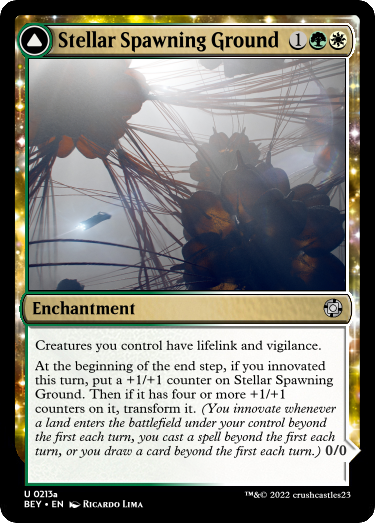 Stellar Spawning Ground 1
Enchantment
Creatures you control have lifelink and vigilance.
At the beginning of the end step, if you innovated
this turn, put a +1/+1 counter on Stellar Spawning
Ground. Then if it has four or more +1/+1
counters on it, transform it. (You innovate whenever
a land enters the battlefield under your control beyond
the first each turn, you cast a spell beyond the first each
turn, or you draw a card beyond the first each turn.) 0/0
U 0213a
BEY • EN Ricardo Lima
™&© 2022 crushcastles23